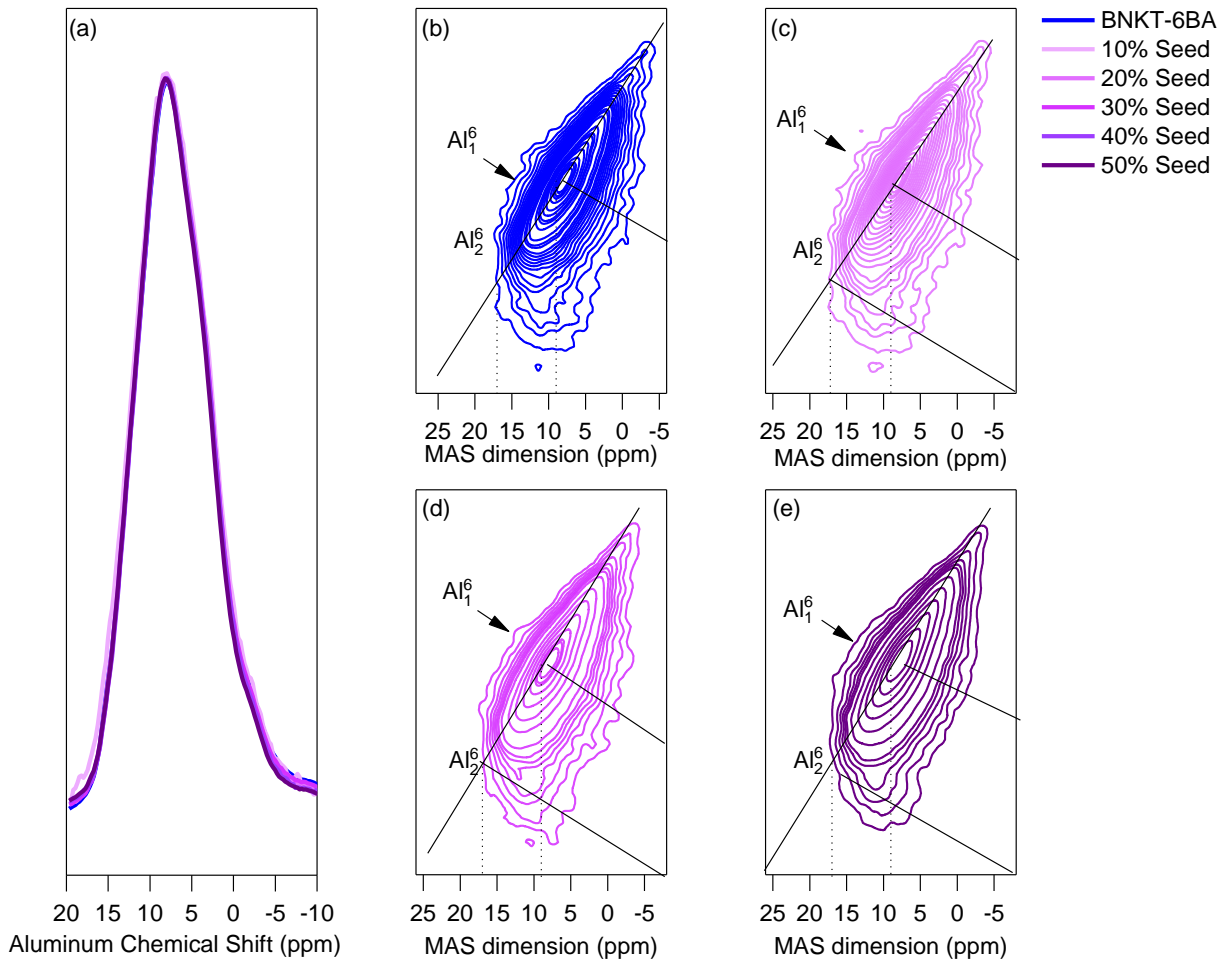 (a)
20 15 10 5 0 -5 -10
Aluminum Chemical Shift (ppm)
(b)
Al₁⁶
Al₂⁶
25 20 15 10 5 0 -5
MAS dimension (ppm)
(c)
Al₁⁶
Al₂⁶
25 20 15 10 5 0 -5
MAS dimension (ppm)
BNKT-6BA
10% Seed
20% Seed
30% Seed
40% Seed
50% Seed
(d)
Al₁⁶
Al₂⁶
25 20 15 10 5 0 -5
MAS dimension (ppm)
(e)
Al₁⁶
Al₂⁶
25 20 15 10 5 0 -5
MAS dimension (ppm)